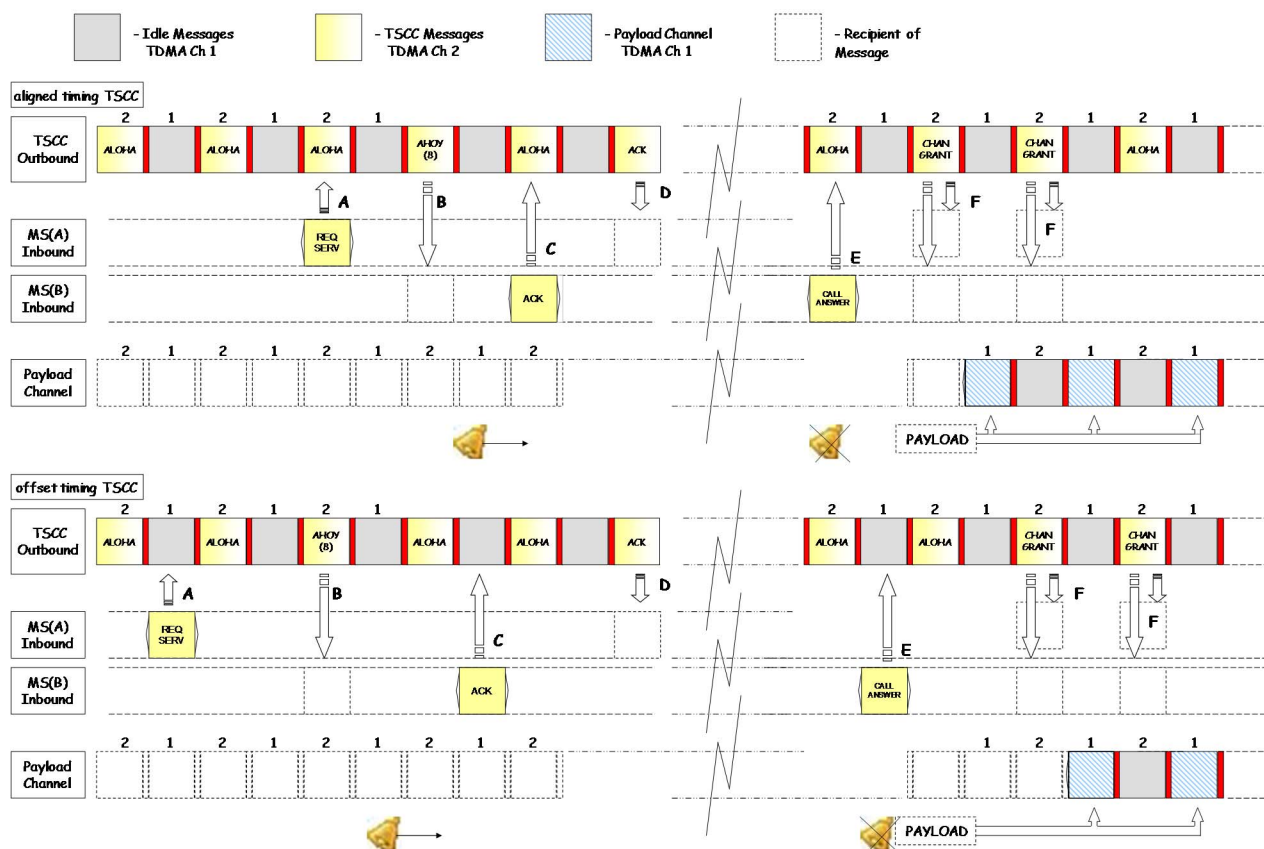 - Idle Messages
TDMA Ch 1
- TSCC Messages
TDMA Ch 2
- Payload Channel
TDMA Ch 1
- Recipient of
Message
aligned timing TSCC
2 1 2 1 2 1 2 1 2 1 2 1
TSCC
Outbound
ALOHA ALOHA ALOHA AHOY
(B) ALOHA ACK ALOHA CHAN
GRANT CHAN
GRANT ALOHA
A B C D E F F
MS(A)
Inbound
REQ
SERV
MS(B)
Inbound
ACK CALL
ANSWER
2 1 2 1 2 2 2 1 2 1 2 1 2 1
Payload
Channel
PAYLOAD
offset timing TSCC
2 1 2 1 2 1 2 1 2 1 2 1
TSCC
Outbound
ALOHA ALOHA AHOY
(B) ALOHA ALOHA ACK ALOHA ALOHA CHAN
GRANT CHAN
GRANT
A B C D E F F
MS(A)
Inbound
REQ
SERV
MS(B)
Inbound
ACK CALL
ANSWER
2 1 2 1 2 2 2 1 2 1 2 1 2 1
Payload
Channel
PAYLOAD